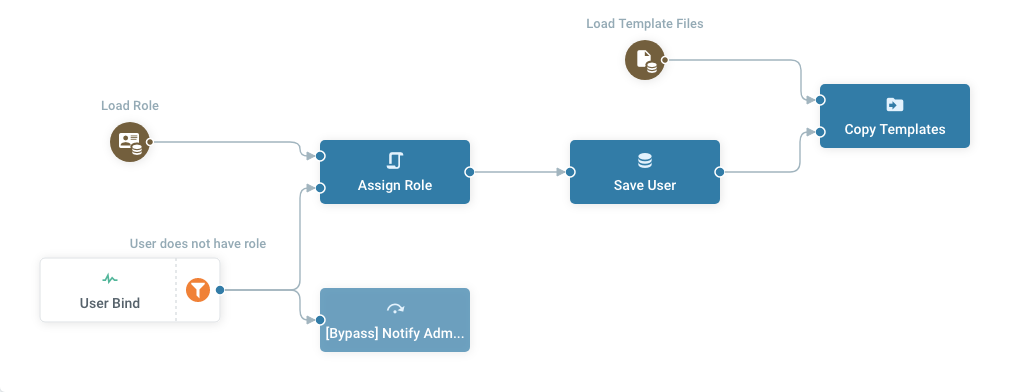 Load Template Files
Copy Templates
Load Role
Assign Role
Save User
User does not have role
User Bind
[Bypass] Notify Adm...